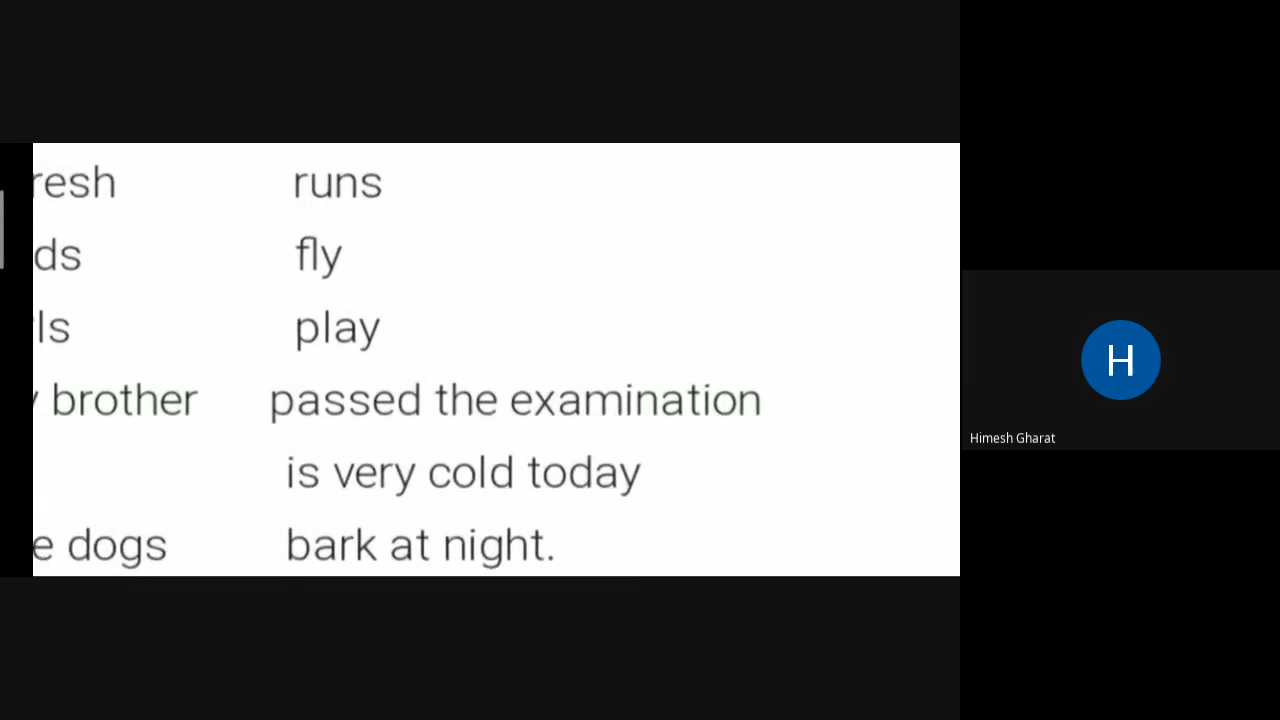 resh runs
ds fly
ls play
brother passed the examination
is very cold today
e dogs bark at night.
H
Himesh Gharat